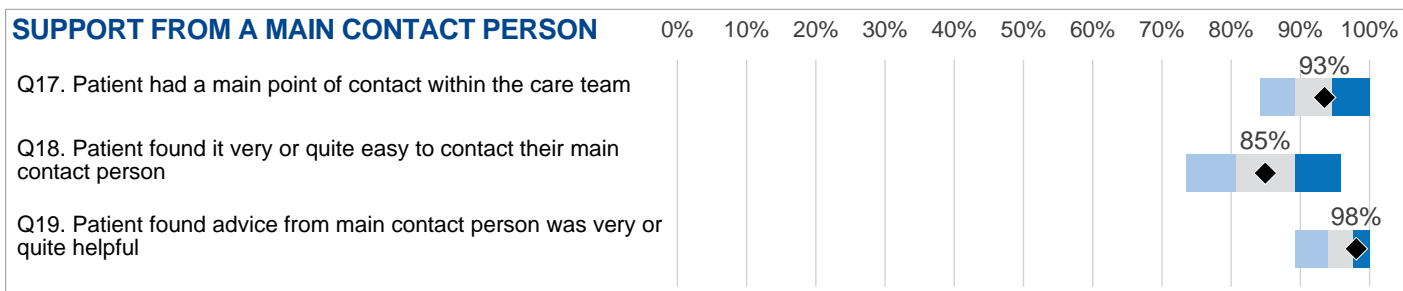 SUPPORT FROM A MAIN CONTACT PERSON 0% 10% 20% 30% 40% 50% 60% 70% 80% 90% 100%
93%
Q17. Patient had a main point of contact within the care team
85%
Q18. Patient found it very or quite easy to contact their main
contact person
98%
Q19. Patient found advice from main contact person was very or
quite helpful